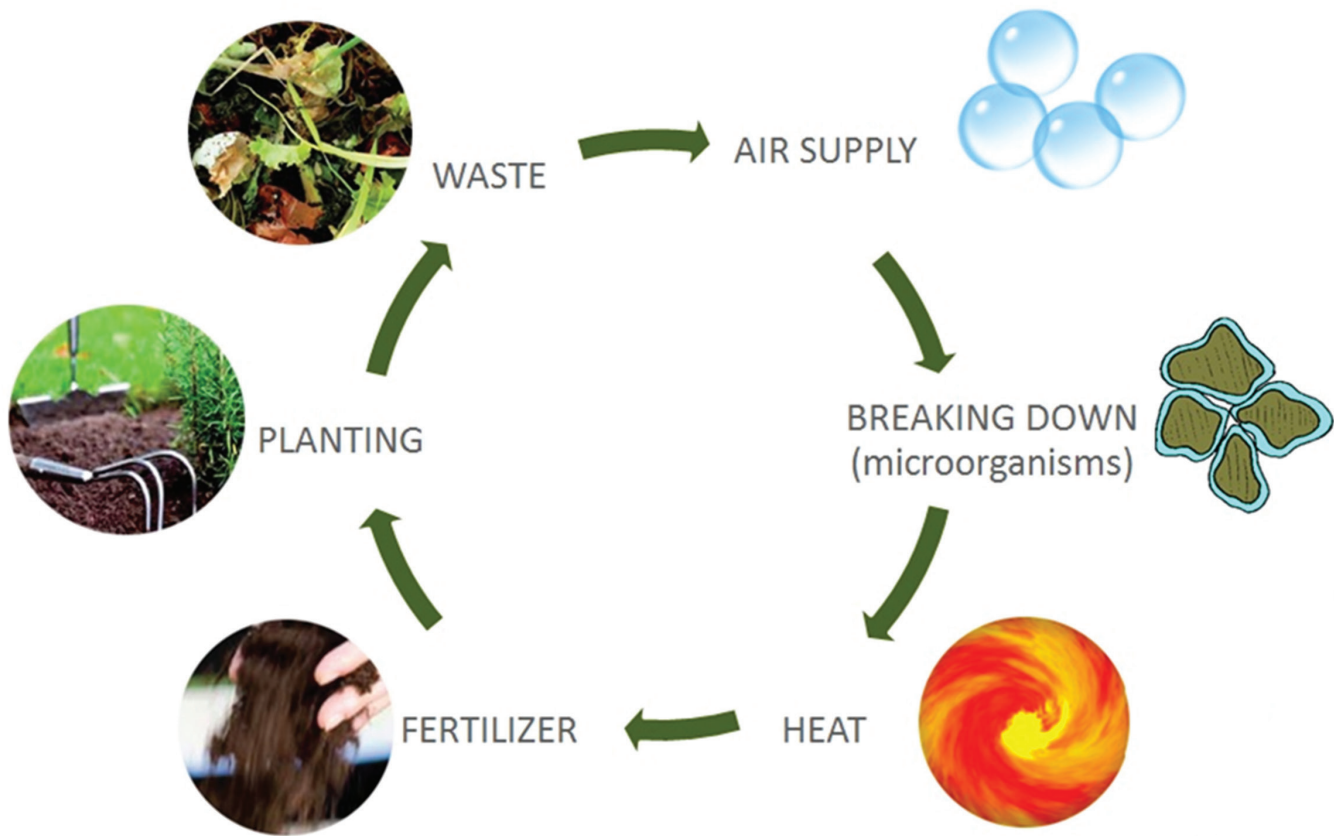 WASTE
AIR SUPPLY
BREAKING DOWN
(microorganisms)
HEAT
FERTILIZER
PLANTING